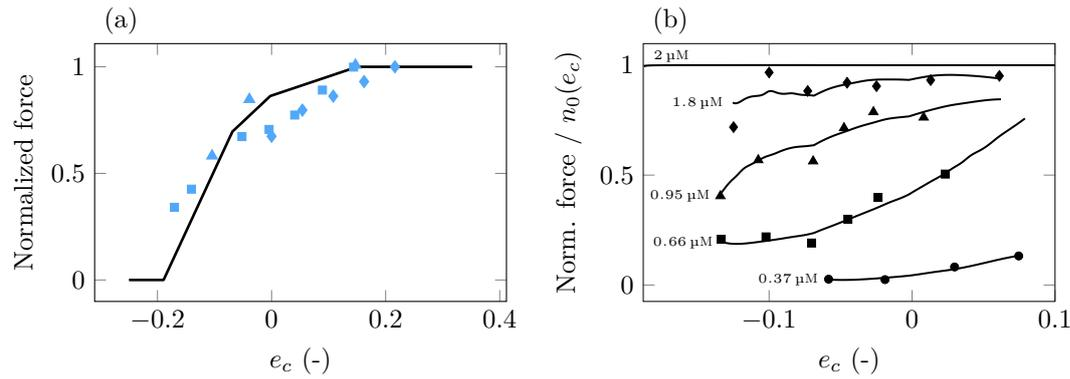 (a)
Normalized force
1
0.5
0
−0.2
0
0.2
0.4
e_c (-)
(b)
Norm. force / n_0(e_c)
1
0.5
0
2 µM
1.8 µM
0.95 µM
0.66 µM
0.37 µM
−0.1
0
0.1
e_c (-)